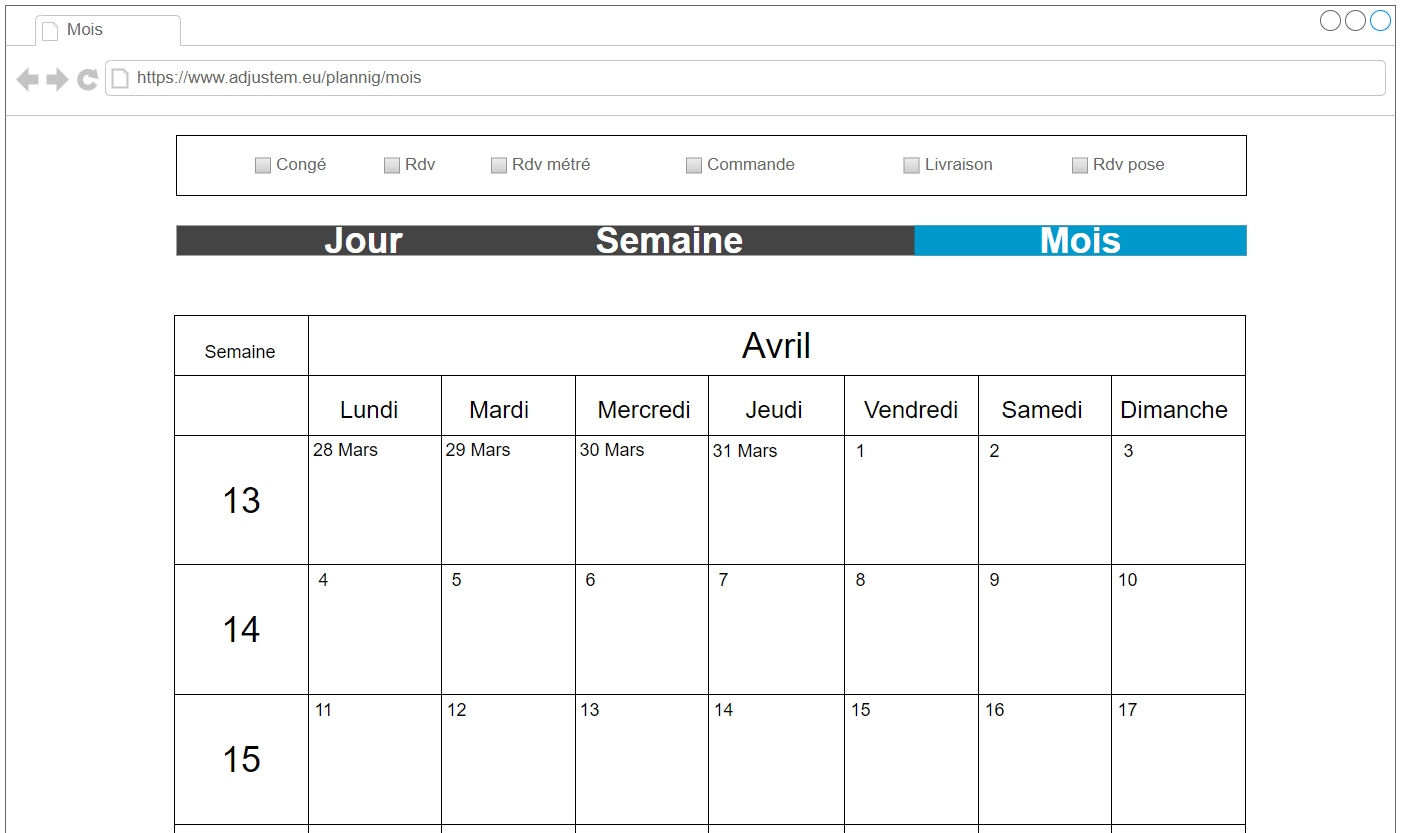 Mois
https://www.adjustem.eu/plannig/mois
Congé Rdv Rdv métré Commande Livraison Rdv pose
Jour Semaine Mois
Semaine Avril
Lundi Mardi Mercredi Jeudi Vendredi Samedi Dimanche
28 Mars 29 Mars 30 Mars 31 Mars 1 2 3
13
4 5 6 7 8 9 10
14
11 12 13 14 15 16 17
15